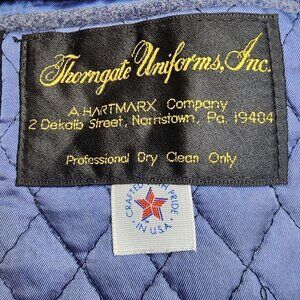 Thorngate Uniforms, Inc.
A HARTMARX Company
2 Dekalb Street, Norristown, Pa. 19404
Professional Dry Clean Only
CRAFTED WITH PRIDE
IN U.S.A.